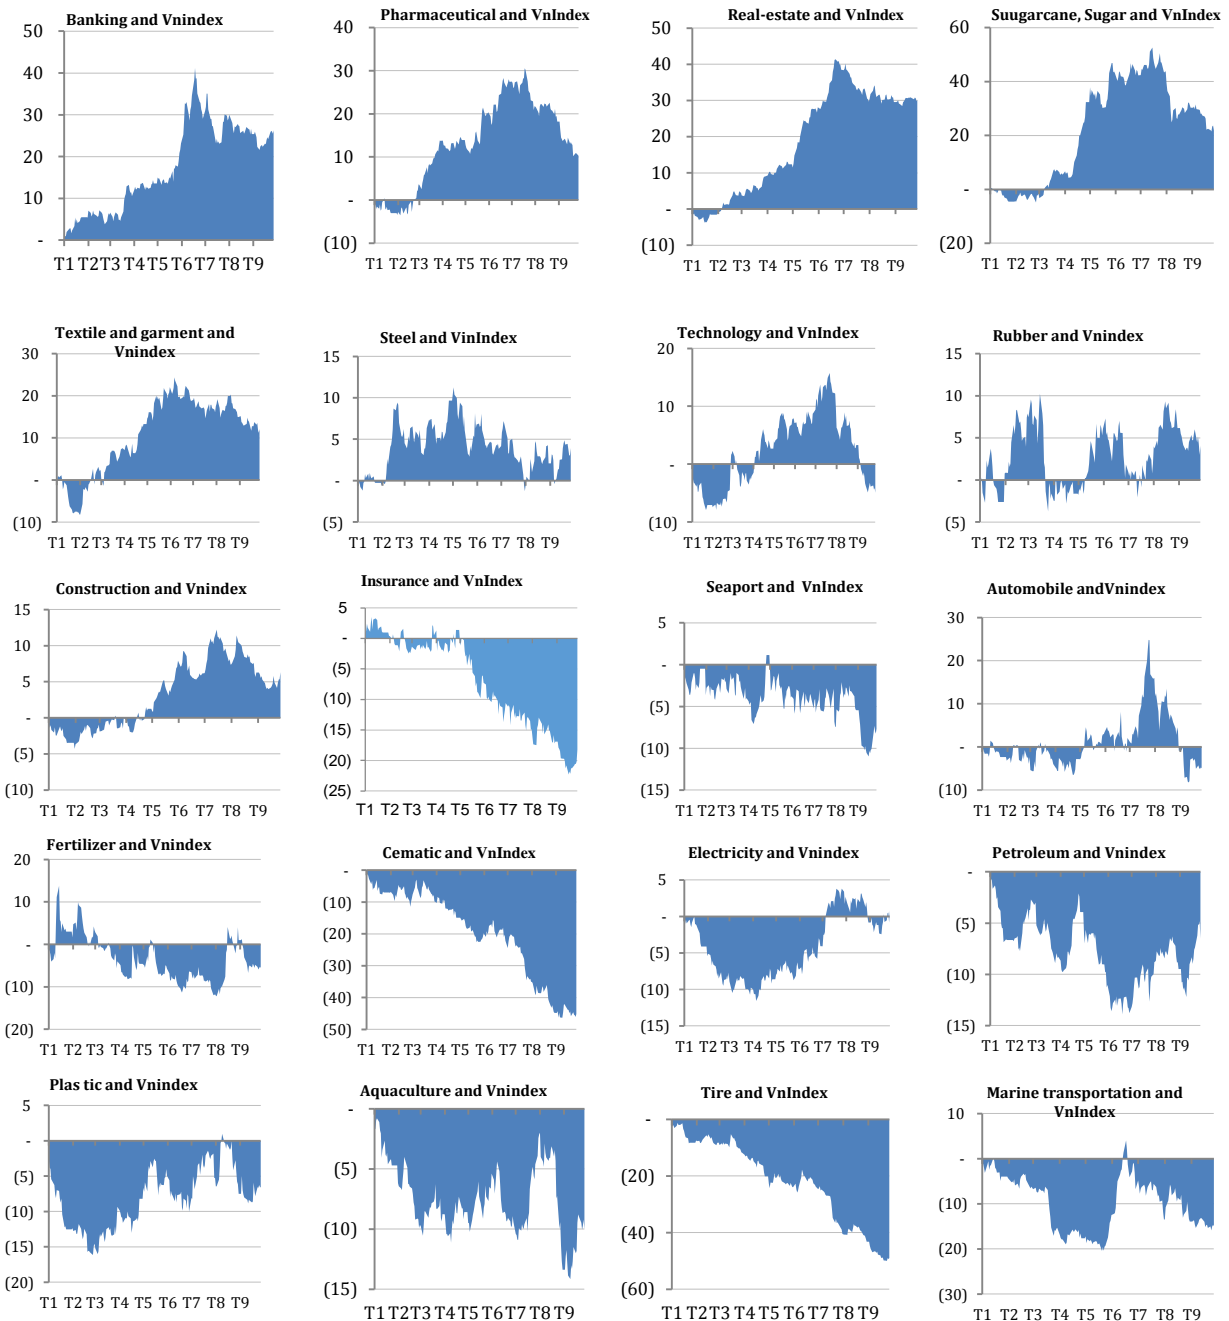 Banking and Vnindex
50
40
30
20
10
-
T1 T2 T3 T4 T5 T6 T7 T8 T9
Pharmaceutical and VnIndex
40
30
20
10
-
(10)
T1 T2 T3 T4 T5 T6 T7 T8 T9
Real-estate and VnIndex
50
40
30
20
10
-
(10)
T1 T2 T3 T4 T5 T6 T7 T8 T9
Suugarcane, Sugar and VnIndex
60
40
20
-
(20)
T1 T2 T3 T4 T5 T6 T7 T8 T9
Textile and garment and
Vnindex
30
20
10
-
(10)
T1 T2 T3 T4 T5 T6 T7 T8 T9
Steel and VinIndex
15
10
5
-
(5)
T1 T2 T3 T4 T5 T6 T7 T8 T9
Technology and VnIndex
20
10
-
(10)
T1 T2 T3 T4 T5 T6 T7 T8 T9
Rubber and Vnindex
15
10
5
-
(5)
T1 T2 T3 T4 T5 T6 T7 T8 T9
Construction and Vnindex
15
10
5
-
(5)
(10)
T1 T2 T3 T4 T5 T6 T7 T8 T9
Insurance and VnIndex
5
-
(5)
(10)
(15)
(20)
(25)
T1 T2 T3 T4 T5 T6 T7 T8 T9
Seaport and VnIndex
5
-
(5)
(10)
(15)
T1 T2 T3 T4 T5 T6 T7 T8 T9
Automobile andVnindex
30
20
10
-
(10)
T1 T2 T3 T4 T5 T6 T7 T8 T9
Fertilizer and Vnindex
20
10
-
(10)
(20)
T1 T2 T3 T4 T5 T6 T7 T8 T9
Cematic and VnIndex
-
(10)
(20)
(30)
(40)
(50)
T1 T2 T3 T4 T5 T6 T7 T8 T9
Electricity and Vnindex
5
-
(5)
(10)
(15)
T1 T2 T3 T4 T5 T6 T7 T8 T9
Petroleum and Vnindex
-
(5)
(10)
(15)
T1 T2 T3 T4 T5 T6 T7 T8 T9
Plas tic and Vnindex
5
-
(5)
(10)
(15)
(20)
T1 T2 T3 T4 T5 T6 T7 T8 T9
Aquaculture and Vnindex
-
(5)
(10)
(15)
T1 T2 T3 T4 T5 T6 T7 T8 T9
Tire and VnIndex
-
(20)
(40)
(60)
T1 T2 T3 T4 T5 T6 T7 T8 T9
Marine transportation and
VnIndex
10
-
(10)
(20)
(30)
T1 T2 T3 T4 T5 T6 T7 T8 T9